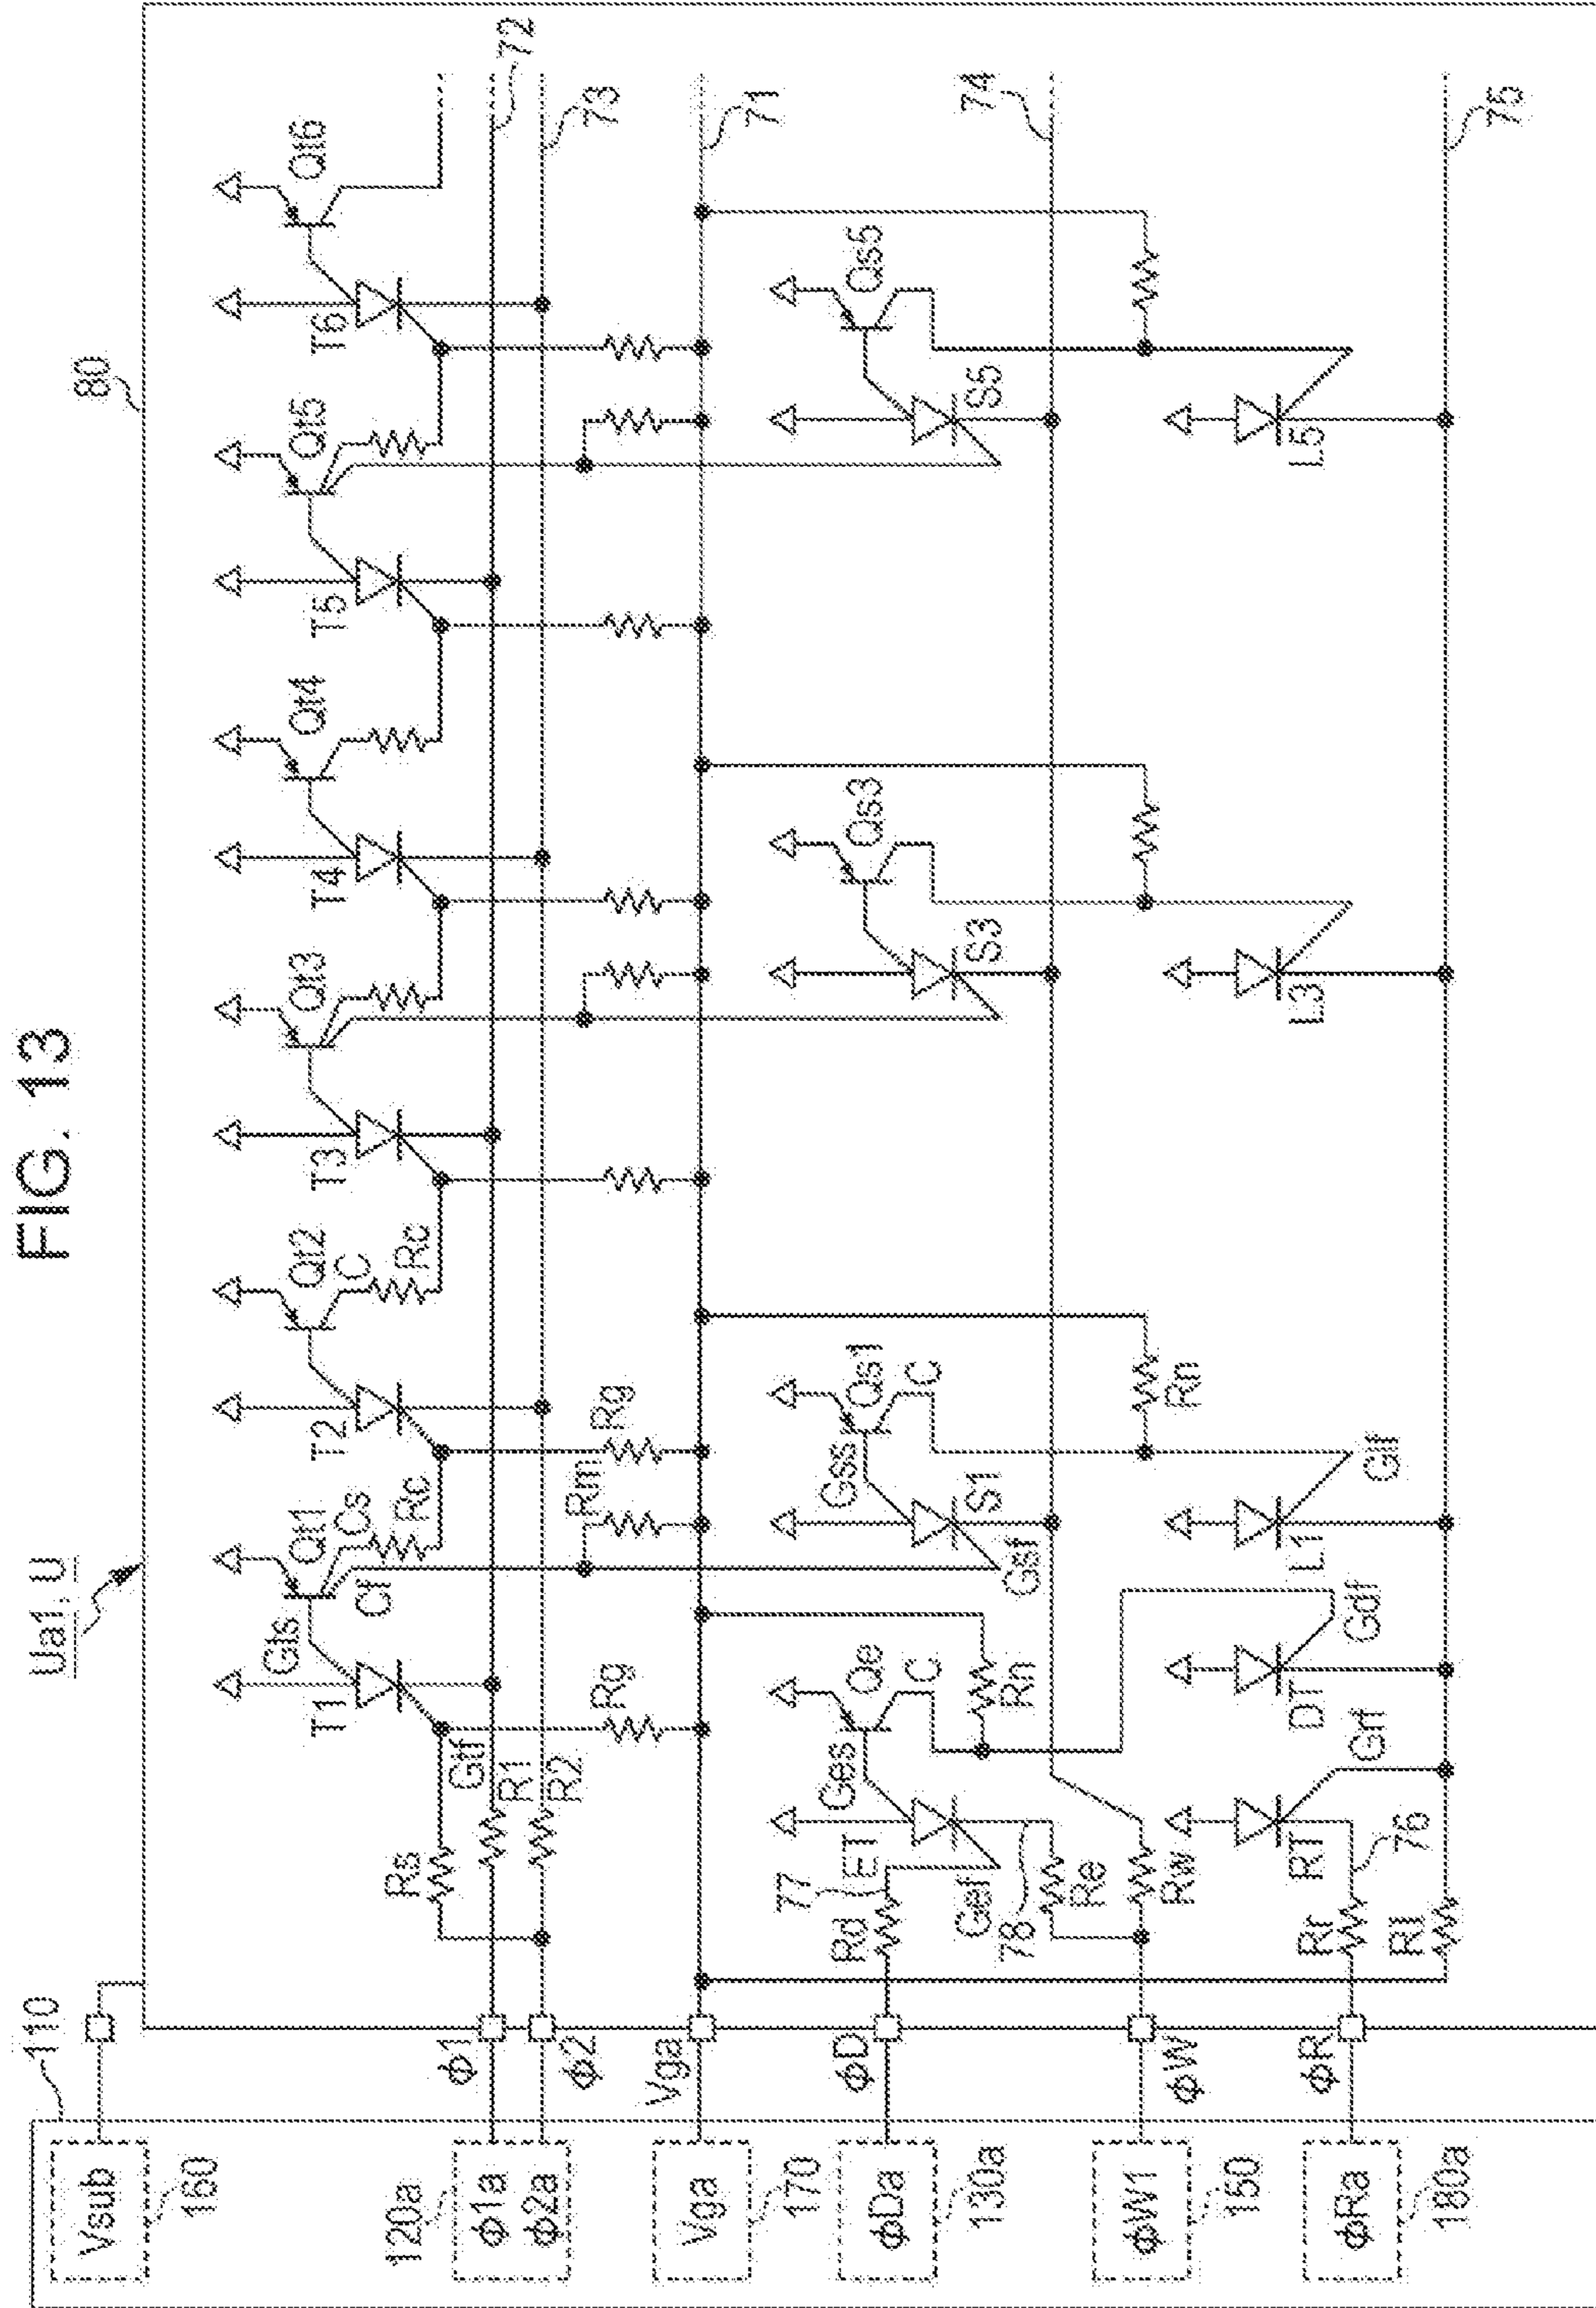 FIG. 13
Ua1, U
80
110
Vsub
160
120a
ϕ1a
ϕ2a
Vga
170
ϕDa
130a
ϕW1
150
ϕRa
180a
ϕ1
ϕ2
Vga
ϕD
ϕW
ϕR
Gts
Qt1
Qt2
Qt3
Qt4
Qt5
Qt6
T1
T2
T3
T4
T5
T6
Cf
Cs
C
Rc
Rc
Rs
Gtf
R1
R2
Rg
Rm
Rg
72
73
71
74
75
Ges
Qe
C
Gss
Qs1
C
Qs3
Qs5
77
ET
Rd
Gef
78
Re
Rw
Rn
Gsf
S1
S3
S5
Rn
RT
Grf
DT
Gdf
L1
Glf
L3
L5
Rr
76
Rl